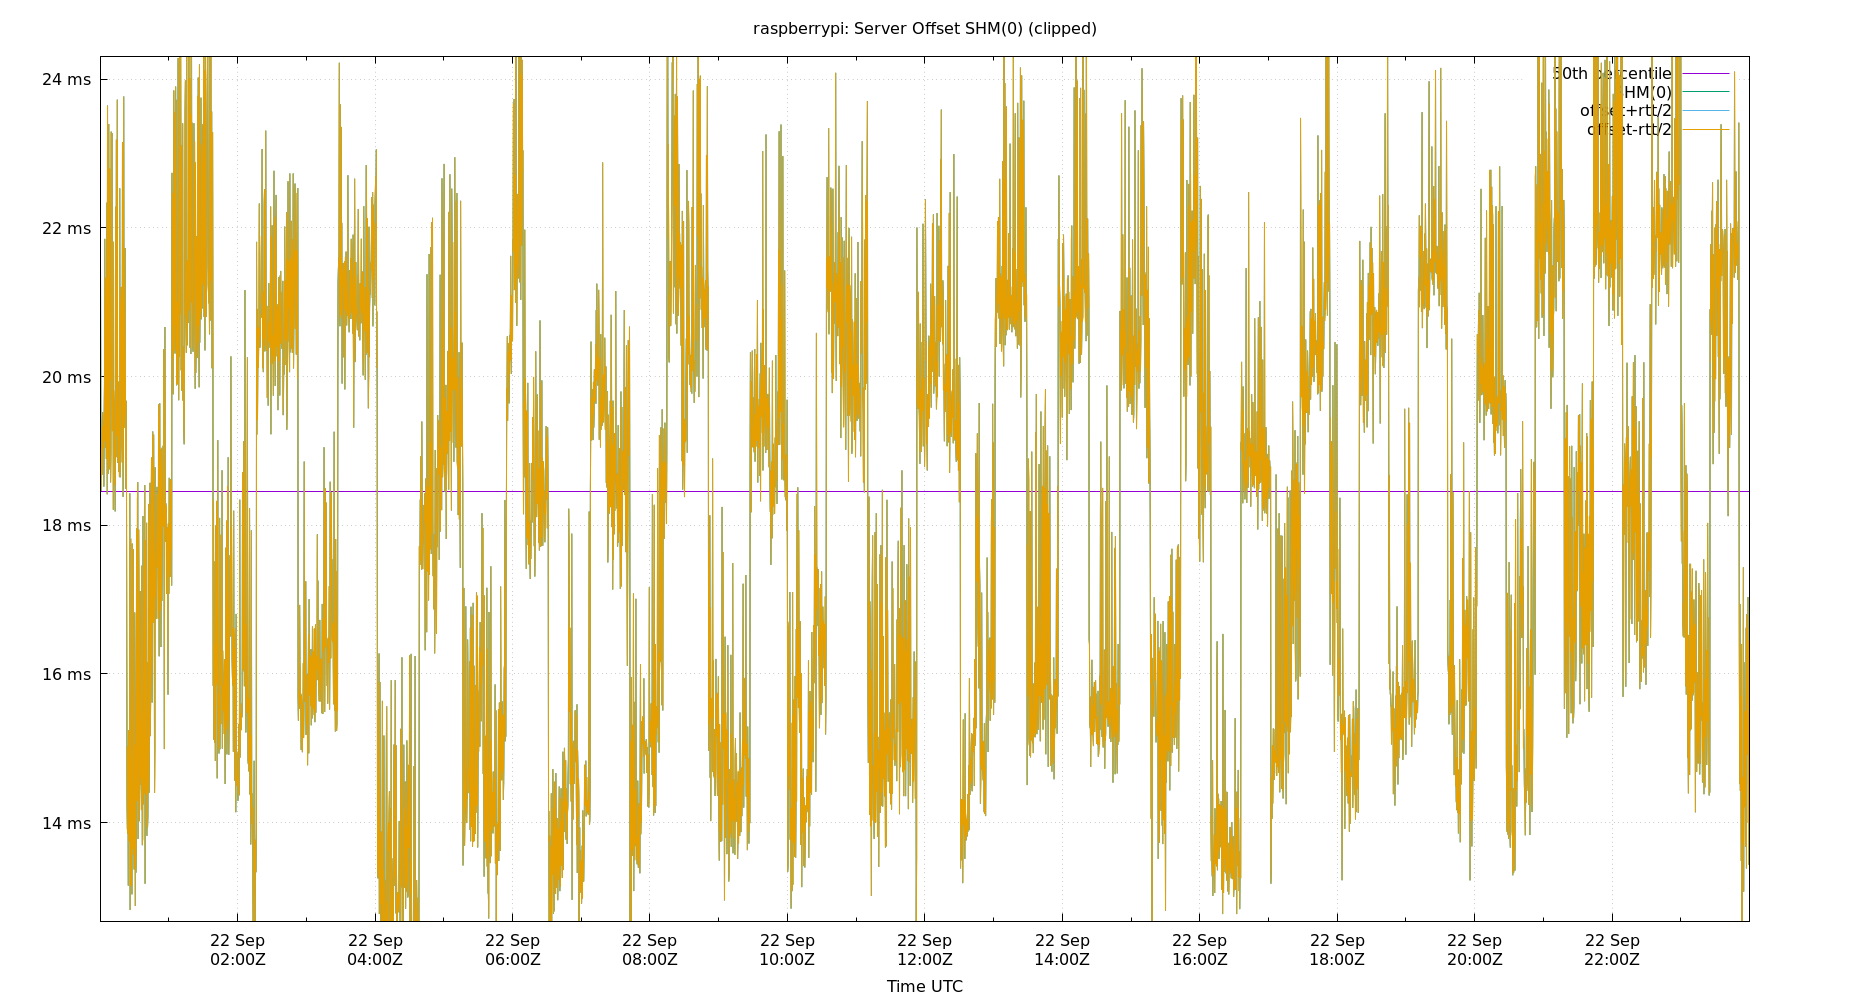 raspberrypi: Server Offset SHM(0) (clipped)
24 ms
22 ms
20 ms
18 ms
16 ms
14 ms
50th percentile
SHM(0)
offset+rtt/2
offset-rtt/2
22 Sep 22 Sep 22 Sep 22 Sep 22 Sep 22 Sep 22 Sep 22 Sep 22 Sep 22 Sep 22 Sep
02:00Z 04:00Z 06:00Z 08:00Z 10:00Z 12:00Z 14:00Z 16:00Z 18:00Z 20:00Z 22:00Z
Time UTC